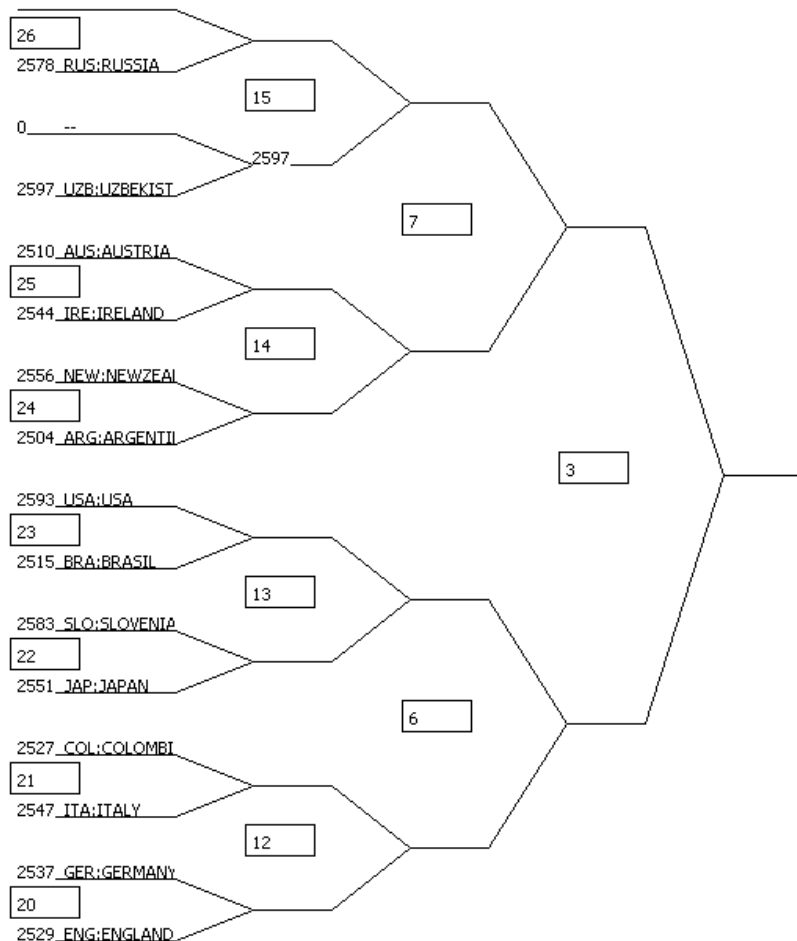 26
2578 RUS:RUSSIA
15
0 --
2597
2597 UZB:UZBEKIST
7
2510 AUS:AUSTRIA
25
2544 IRE:IRELAND
14
2556 NEW:NEWZEAL
24
2504 ARG:ARGENTII
3
2593 USA:USA
23
2515 BRA:BRASIL
13
2583 SLO:SLOVENIA
22
2551 JAP:JAPAN
6
2527 COL:COLOMBI
21
2547 ITA:ITALY
12
2537 GER:GERMANY
20
2529 ENG:ENGLAND